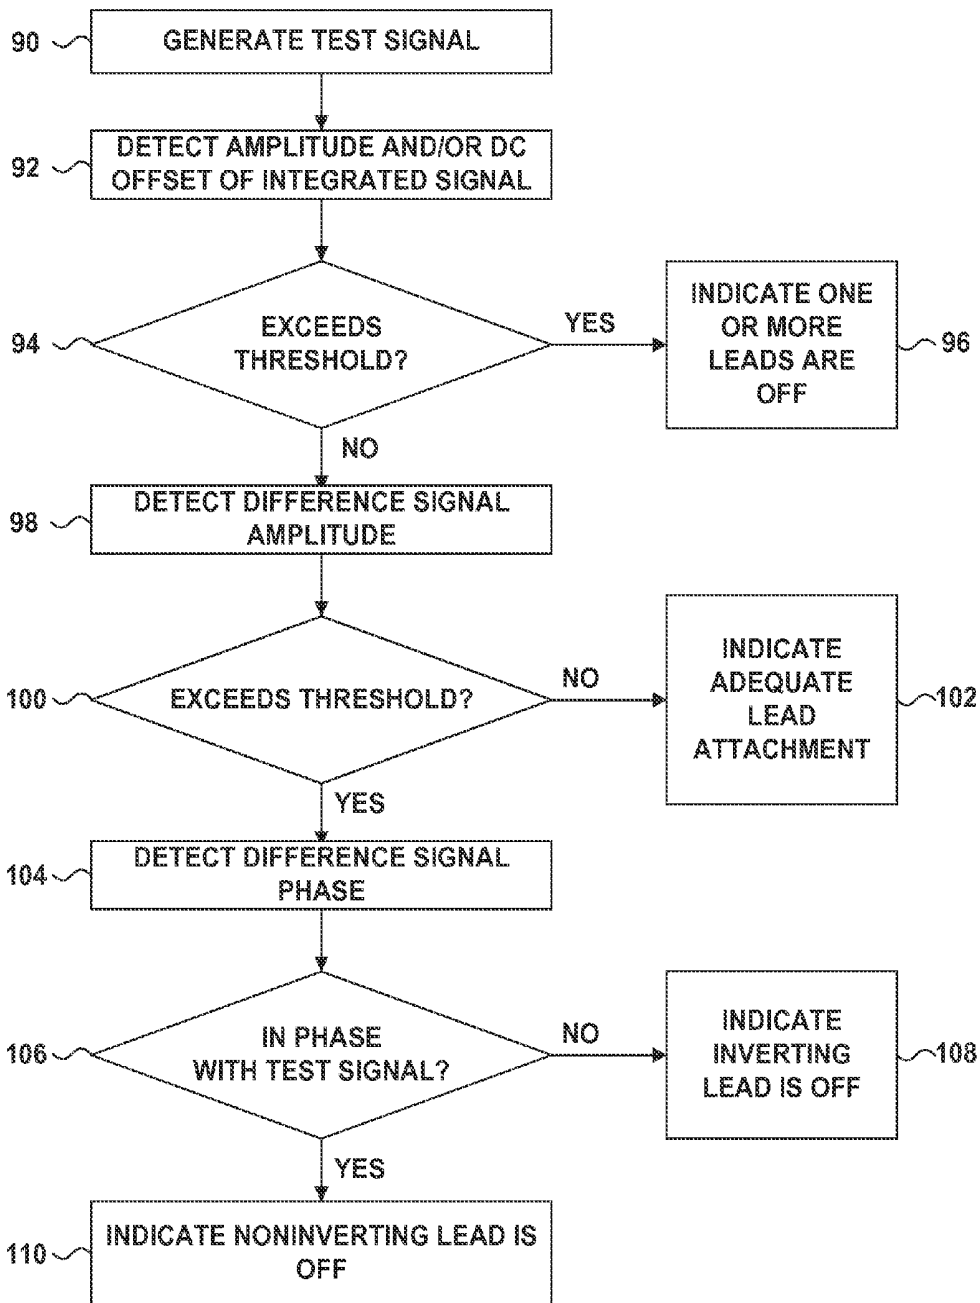 90
GENERATE TEST SIGNAL
92
DETECT AMPLITUDE AND/OR DC
OFFSET OF INTEGRATED SIGNAL
94
EXCEEDS
THRESHOLD?
YES
INDICATE ONE
OR MORE
LEADS ARE
OFF
96
NO
98
DETECT DIFFERENCE SIGNAL
AMPLITUDE
100
EXCEEDS THRESHOLD?
NO
INDICATE
ADEQUATE
LEAD
ATTACHMENT
102
YES
104
DETECT DIFFERENCE SIGNAL
PHASE
106
IN PHASE
WITH TEST SIGNAL?
NO
INDICATE
INVERTING
LEAD IS OFF
108
YES
110
INDICATE NONINVERTING LEAD IS
OFF